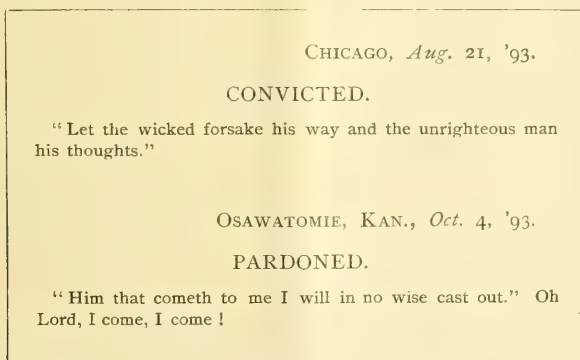 CHICAGO, Aug. 21, '93.
CONVICTED.
"Let the wicked forsake his way and the unrighteous man
his thoughts."
OSAWATOMIE, KAN., Oct. 4, '93.
PARDONED.
"Him that cometh to me I will in no wise cast out." Oh
Lord, I come, I come!